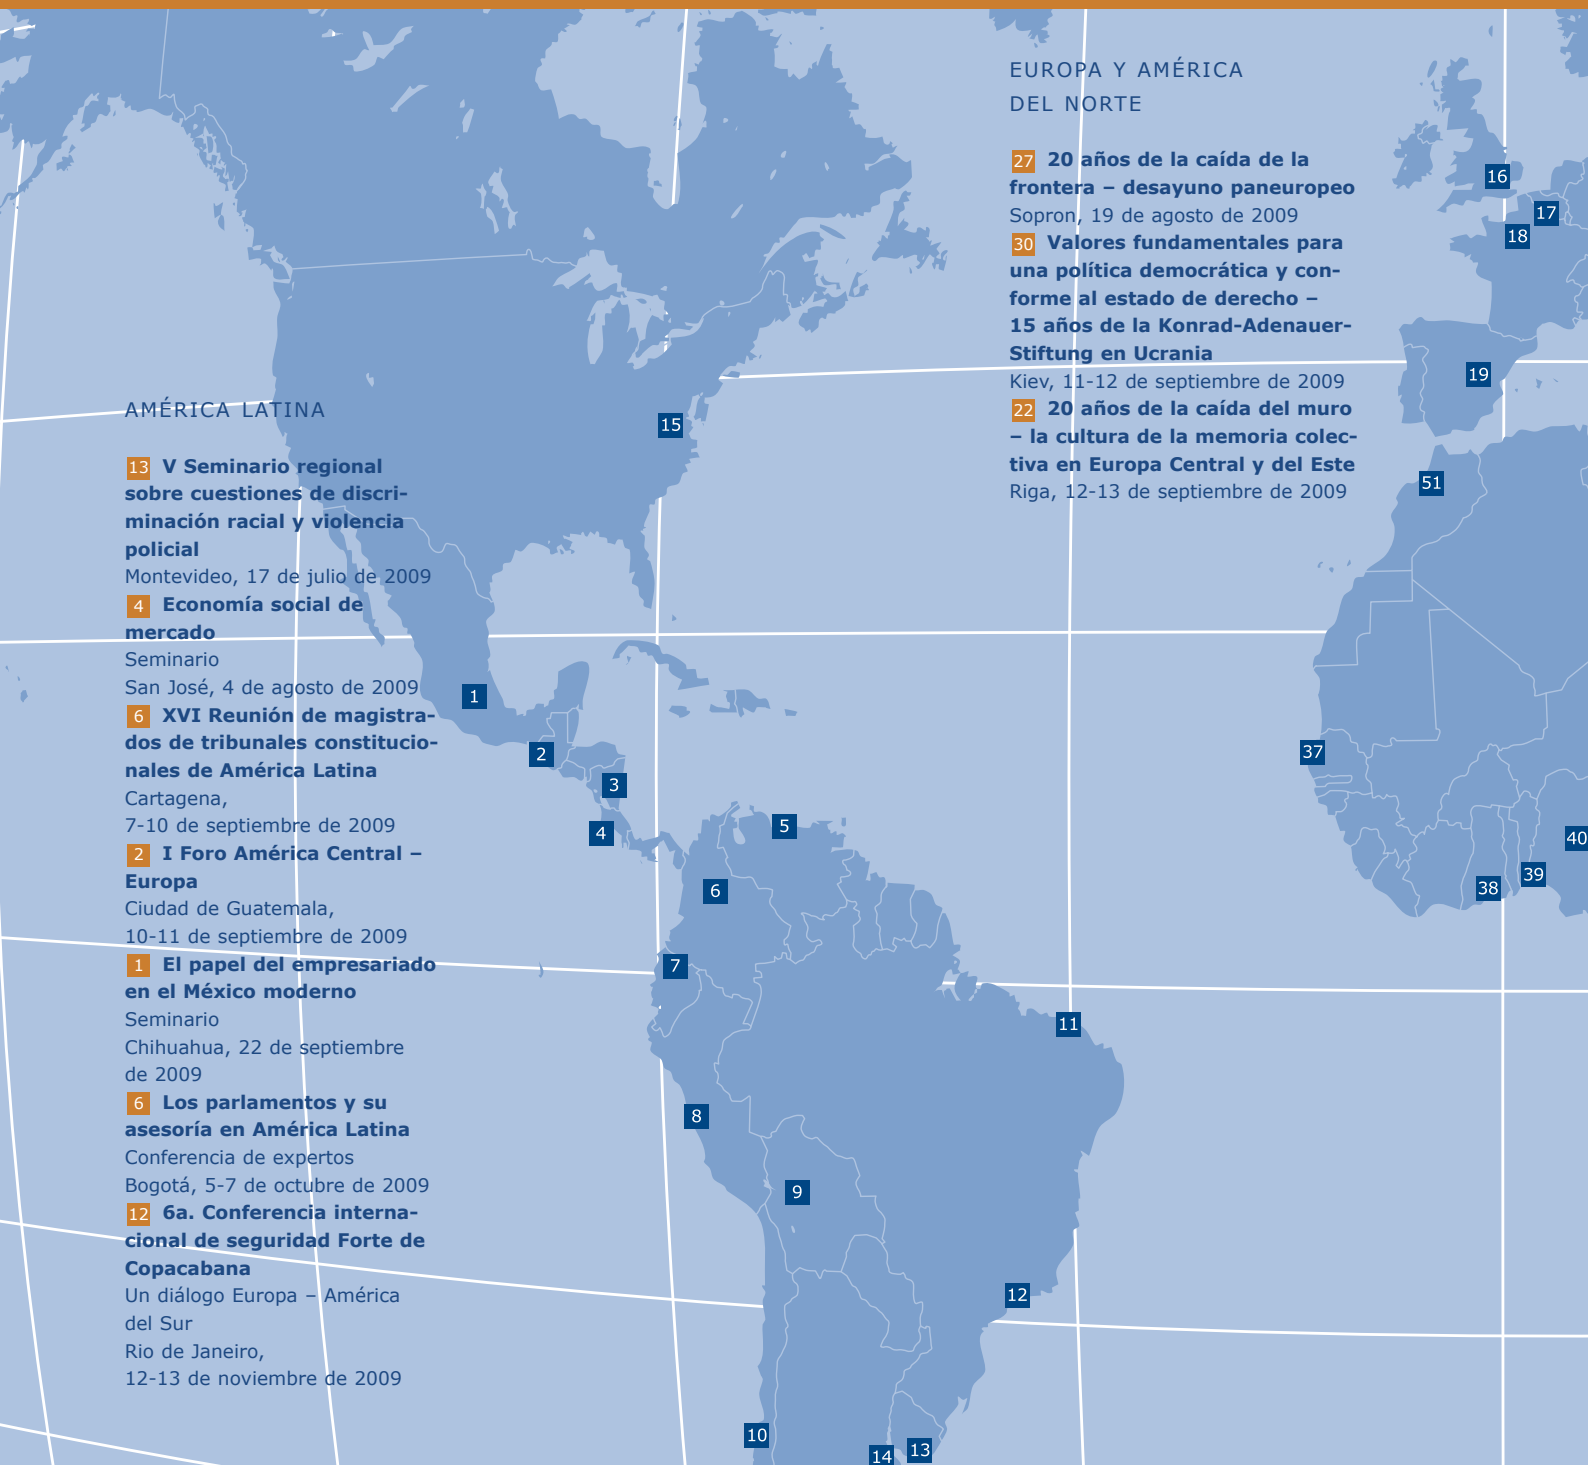 EUROPA Y AMÉRICA
DEL NORTE
27 20 años de la caída de la
frontera – desayuno paneuropeo
Sopron, 19 de agosto de 2009
30 Valores fundamentales para
una política democrática y con-
forme al estado de derecho –
15 años de la Konrad-Adenauer-
Stiftung en Ucrania
Kiev, 11-12 de septiembre de 2009
22 20 años de la caída del muro
– la cultura de la memoria colec-
tiva en Europa Central y del Este
Riga, 12-13 de septiembre de 2009
AMÉRICA LATINA
13 V Seminario regional
sobre cuestiones de discri-
minación racial y violencia
policial
Montevideo, 17 de julio de 2009
4 Economía social de
mercado
Seminario
San José, 4 de agosto de 2009
6 XVI Reunión de magistra-
dos de tribunales constitucio-
nales de América Latina
Cartagena,
7-10 de septiembre de 2009
2 I Foro América Central –
Europa
Ciudad de Guatemala,
10-11 de septiembre de 2009
1 El papel del empresariado
en el México moderno
Seminario
Chihuahua, 22 de septiembre
de 2009
6 Los parlamentos y su
asesoría en América Latina
Conferencia de expertos
Bogotá, 5-7 de octubre de 2009
12 6a. Conferencia interna-
cional de seguridad Forte de
Copacabana
Un diálogo Europa – América
del Sur
Rio de Janeiro,
12-13 de noviembre de 2009
16
17
18
19
15
51
1
2
3
4
5
6
7
8
9
10
11
12
13
14
37
38
39
40